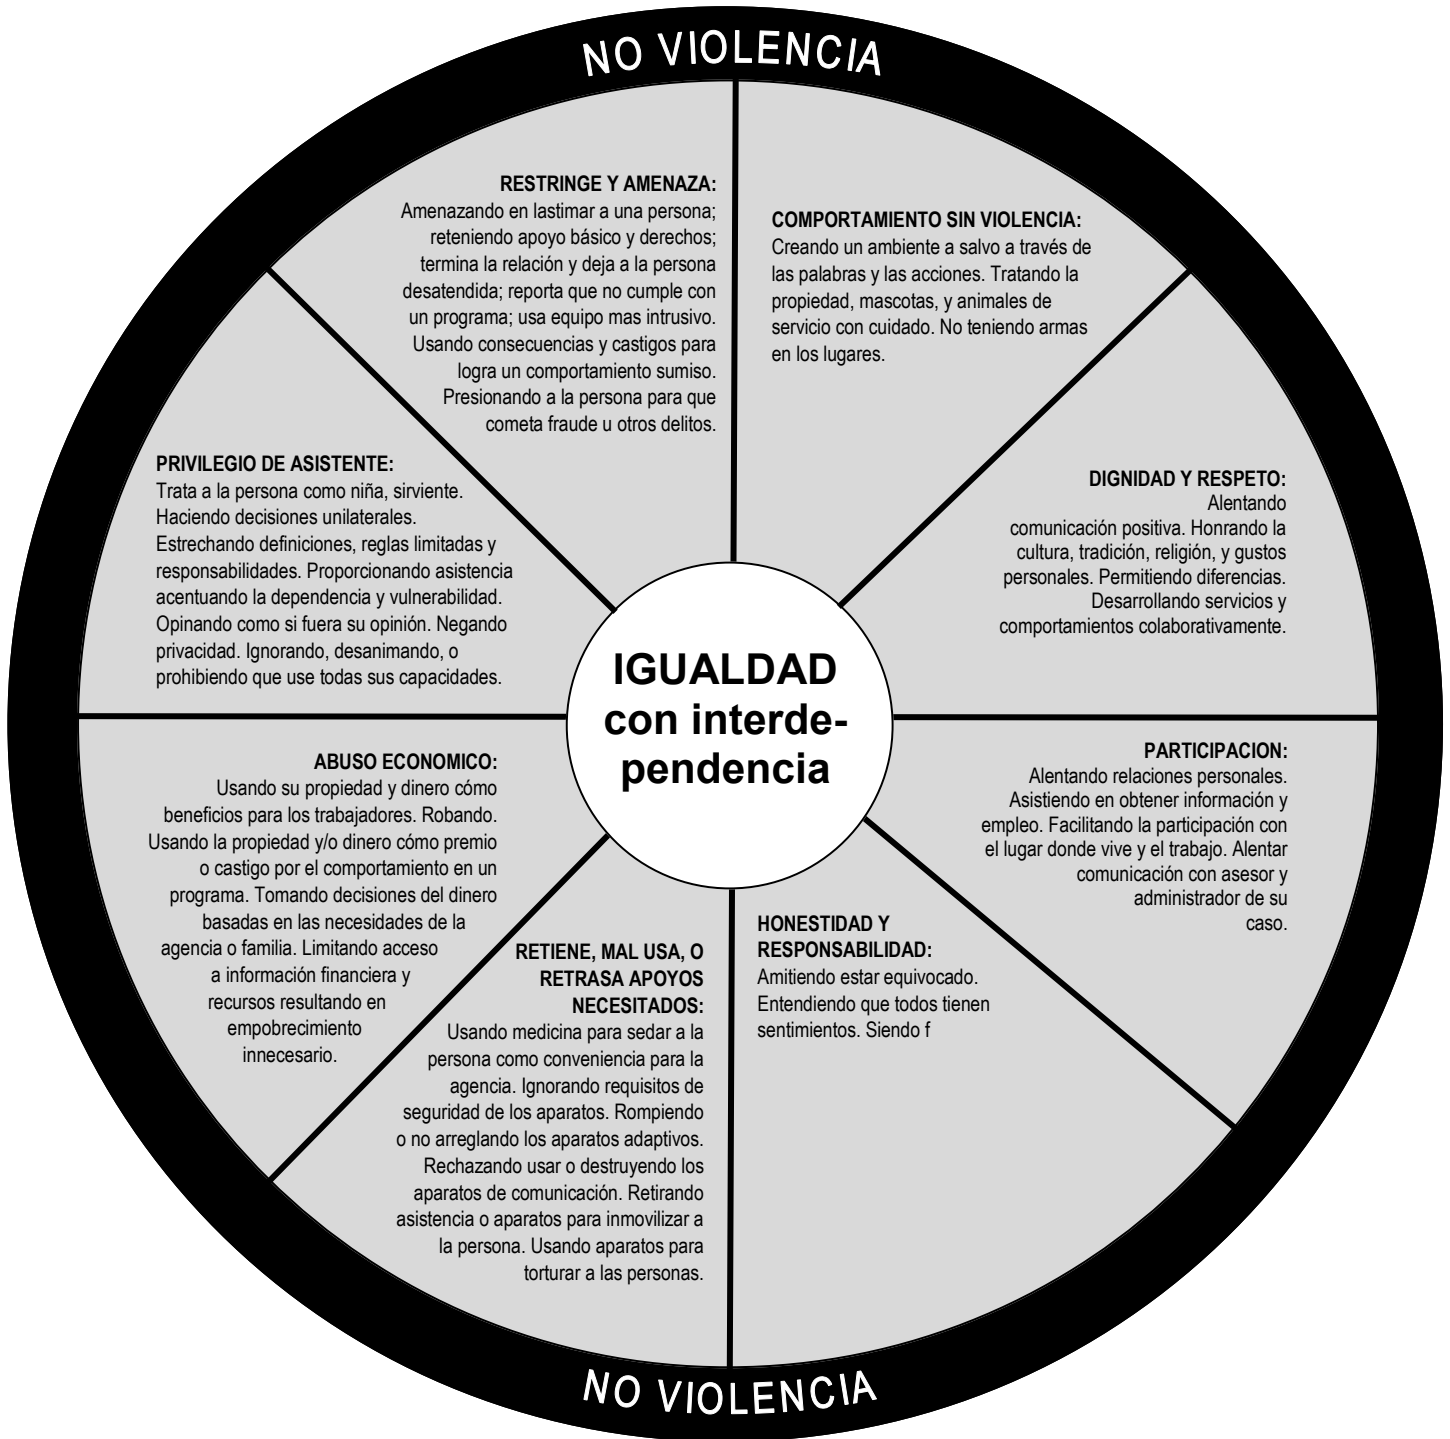 NO VIOLENCIA
RESTRINGE Y AMENAZA:
Amenazando en lastimar a una persona;
reteniendo apoyo básico y derechos;
termina la relación y deja a la persona
desatendida; reporta que no cumple con
un programa; usa equipo mas intrusivo.
Usando consecuencias y castigos para
logra un comportamiento sumiso.
Presionando a la persona para que
cometa fraude u otros delitos.
COMPORTAMIENTO SIN VIOLENCIA:
Creando un ambiente a salvo a través de
las palabras y las acciones. Tratando la
propiedad, mascotas, y animales de
servicio con cuidado. No teniendo armas
en los lugares.
PRIVILEGIO DE ASISTENTE:
Trata a la persona como niña, sirviente.
Haciendo decisiones unilaterales.
Estrechando definiciones, reglas limitadas y
responsabilidades. Proporcionando asistencia
acentuando la dependencia y vulnerabilidad.
Opinando como si fuera su opinión. Negando
privacidad. Ignorando, desanimando, o
prohibiendo que use todas sus capacidades.
DIGNIDAD Y RESPETO:
Alentando
comunicación positiva. Honrando la
cultura, tradición, religión, y gustos
personales. Permitiendo diferencias.
Desarrollando servicios y
comportamientos colaborativamente.
IGUALDAD
con interde-
pendencia
ABUSO ECONOMICO:
Usando su propiedad y dinero cómo
beneficios para los trabajadores. Robando.
Usando la propiedad y/o dinero cómo premio
o castigo por el comportamiento en un
programa. Tomando decisiones del dinero
basadas en las necesidades de la
agencia o familia. Limitando acceso
a información financiera y
recursos resultando en
empobrecimiento
innecesario.
PARTICIPACION:
Alentando relaciones personales.
Asistiendo en obtener información y
empleo. Facilitando la participación con
el lugar donde vive y el trabajo. Alentar
comunicación con asesor y
administrador de su
caso.
RETIENE, MAL USA, O
RETRASA APOYOS
NECESITADOS:
Usando medicina para sedar a la
persona como conveniencia para la
agencia. Ignorando requisitos de
seguridad de los aparatos. Rompiendo
o no arreglando los aparatos adaptivos.
Rechazando usar o destruyendo los
aparatos de comunicación. Retirando
asistencia o aparatos para inmovilizar a
la persona. Usando aparatos para
torturar a las personas.
HONESTIDAD Y
RESPONSABILIDAD:
Amitiendo estar equivocado.
Entendiendo que todos tienen
sentimientos. Siendo f
NO VIOLENCIA